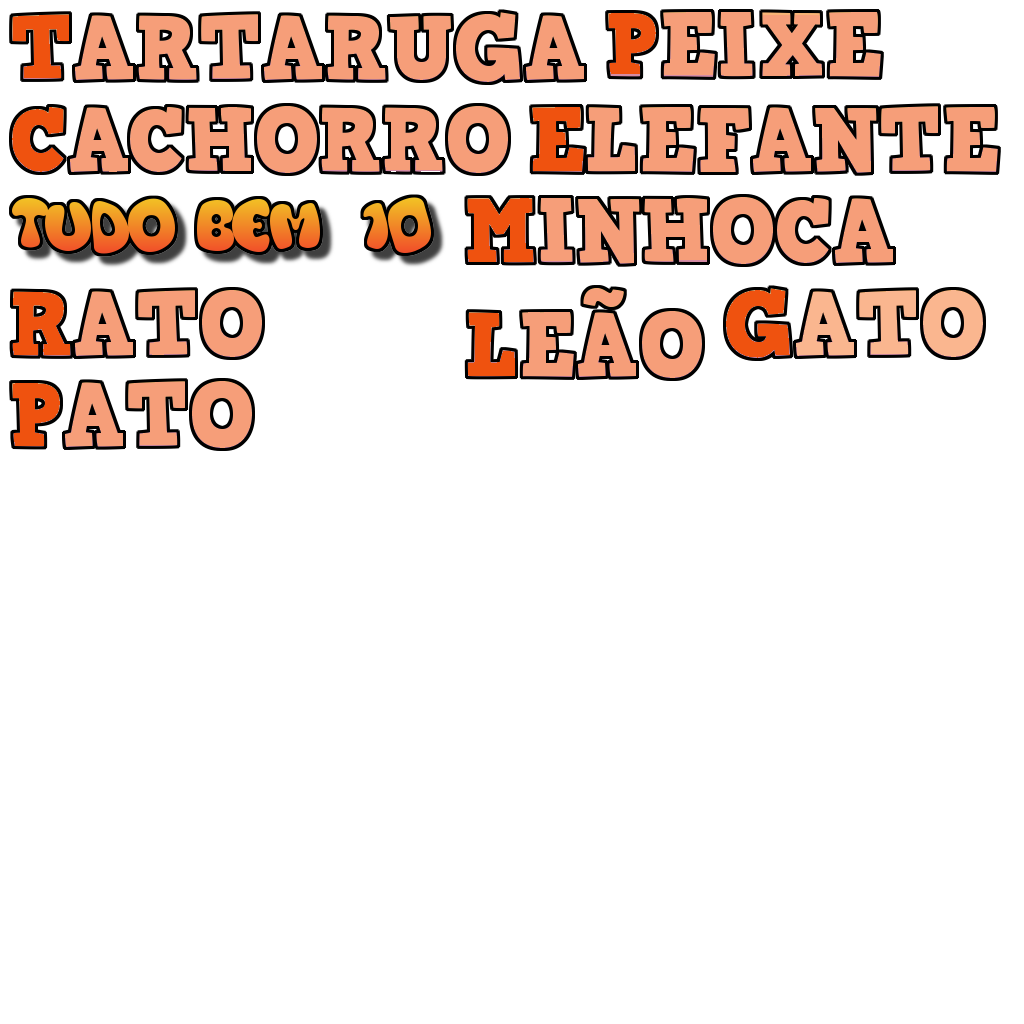 TARTARUGA PEIXE
CACHORRO ELEFANTE
TUDO BEM 10 MINHOCA
RATO LEÃO GATO
PATO